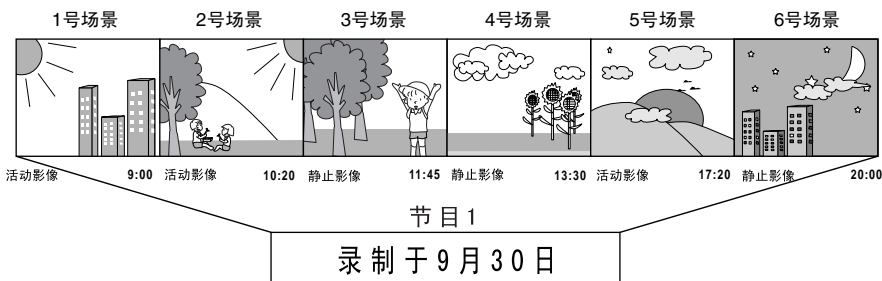 1号场景 2号场景 3号场景 4号场景 5号场景 6号场景
活动影像 9:00 活动影像 10:20 静止影像 11:45 静止影像 13:30 活动影像 17:20 静止影像 20:00
节目1
录制于9月30日